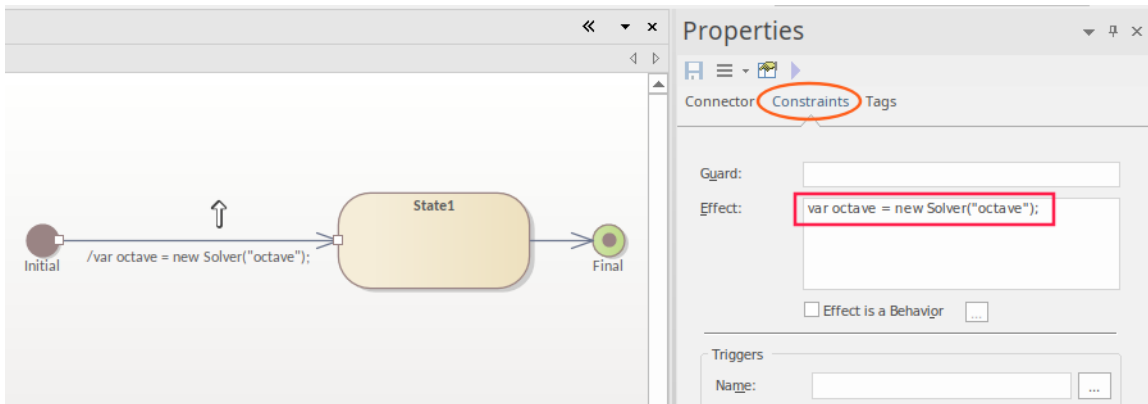 Properties
Connector Constraints Tags
Guard:
Effect: var octave = new Solver("octave");
State1
Initial
/var octave = new Solver("octave");
Final
Effect is a Behavior ...
Triggers
Name: ...